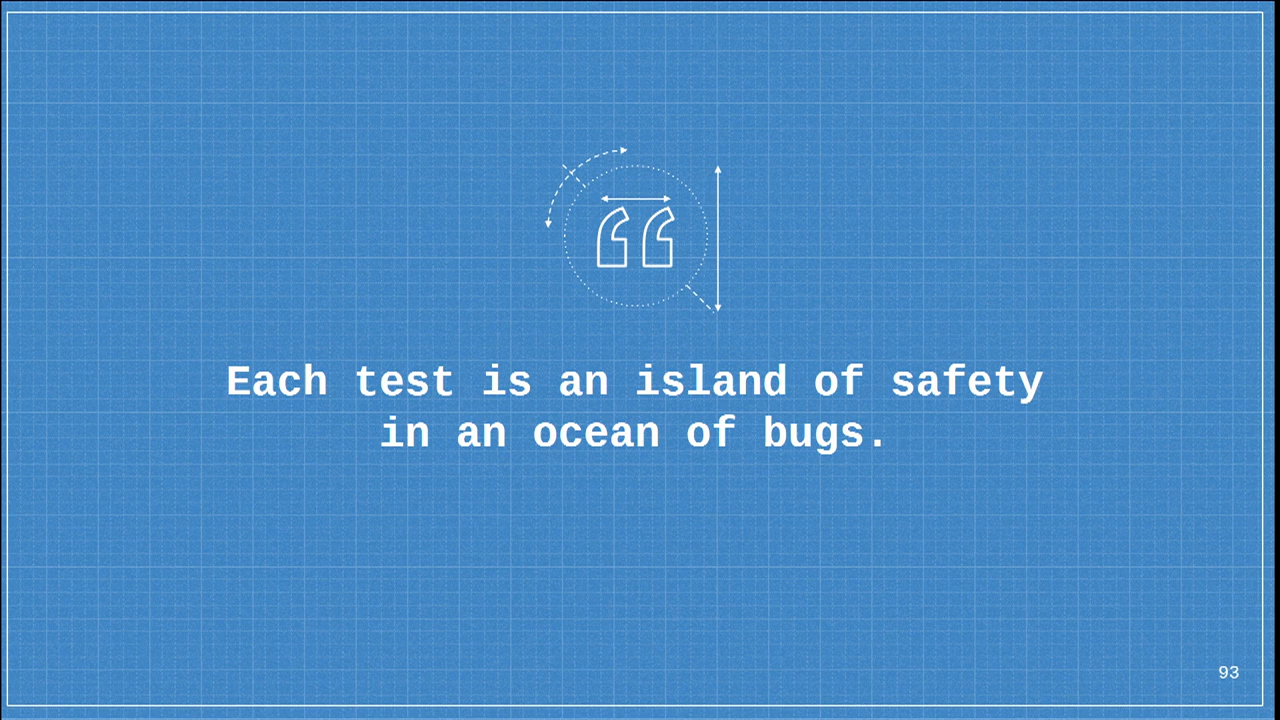 Each test is an island of safety
in an ocean of bugs.
93